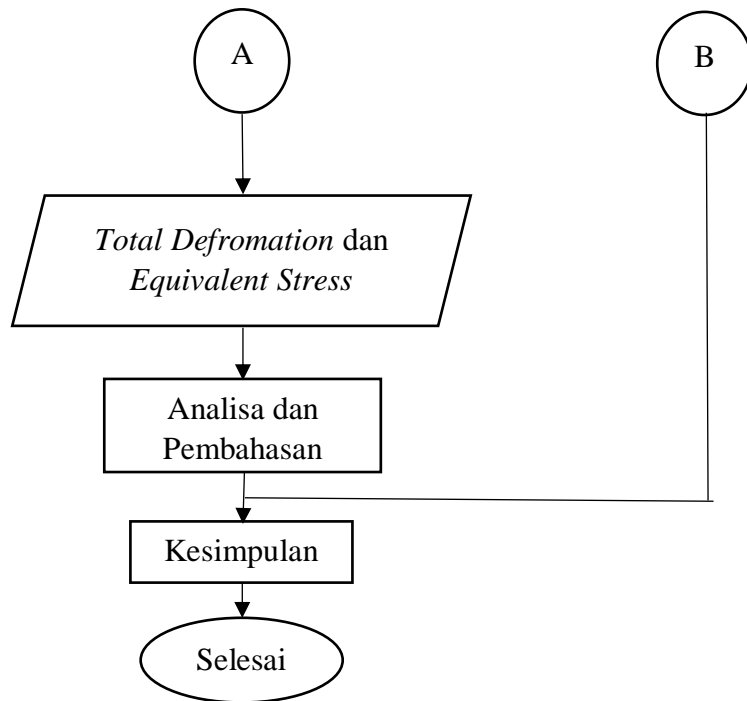 A
B
Total Defromation dan
Equivalent Stress
Analisa dan
Pembahasan
Kesimpulan
Selesai